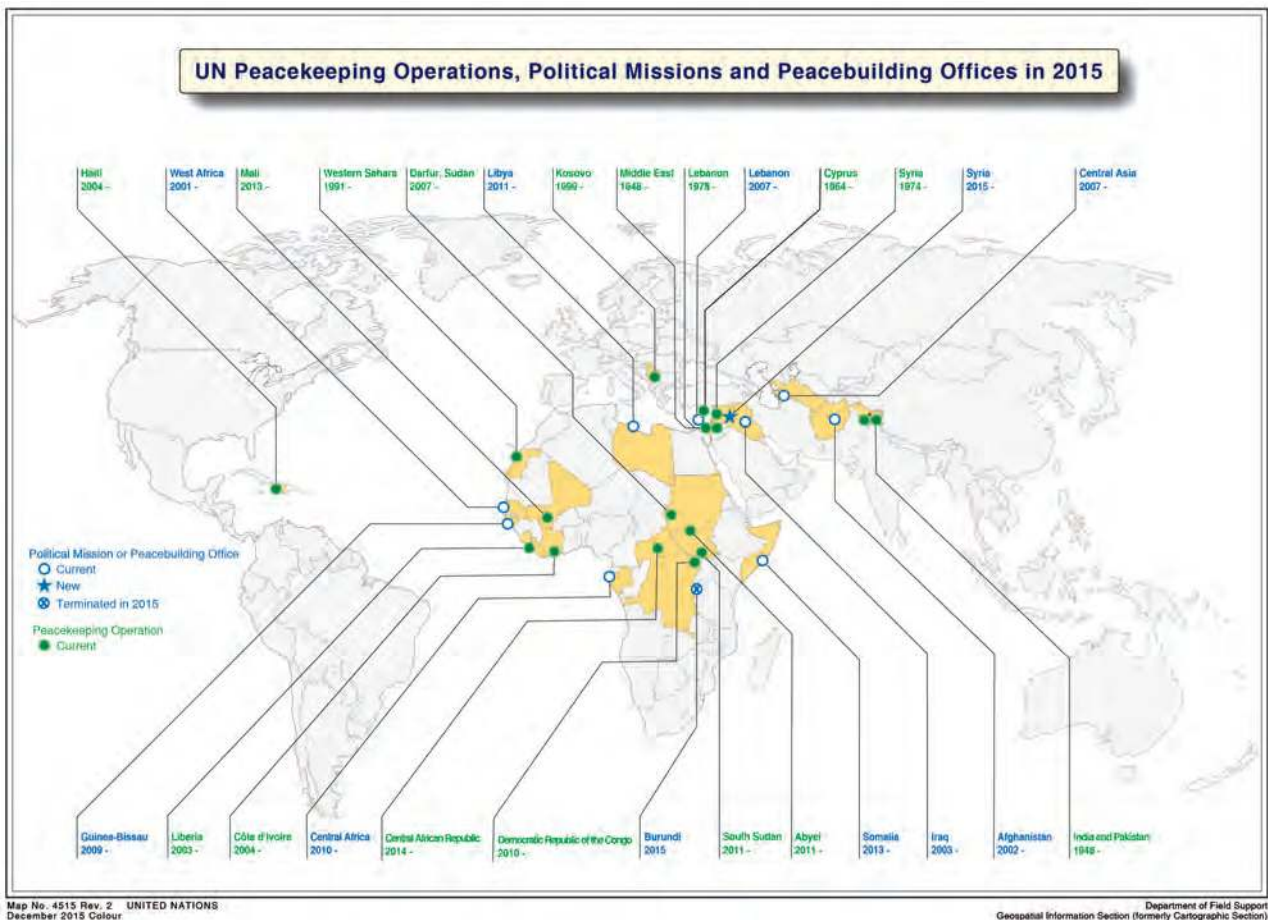 UN Peacekeeping Operations, Political Missions and Peacebuilding Offices in 2015
Haiti
2004 -
West Africa
2001 -
Mali
2013 -
Western Sahara
1991 -
Darfur, Sudan
2007 -
Libya
2011 -
Kosovo
1999 -
Middle East
1948 -
Lebanon
1978 -
Lebanon
2007 -
Cyprus
1964 -
Syria
1974 -
Syria
2015 -
Central Asia
2007 -
Political Mission or Peacebuilding Office
Current
New
Terminated in 2015
Peacekeeping Operation
Current
Guinea-Bissau
2009 -
Liberia
2003 -
Côte d'Ivoire
2004 -
Central Africa
2010 -
Central African Republic
2014 -
Democratic Republic of the Congo
2010 -
Burundi
2015
South Sudan
2011 -
Abyei
2011 -
Somalia
2013 -
Iraq
2003 -
Afghanistan
2002 -
India and Pakistan
1948 -
Map No. 4515 Rev. 2 UNITED NATIONS
December 2015 Colour
Department of Field Support
Geospatial Information Section (formerly Cartographic Section)